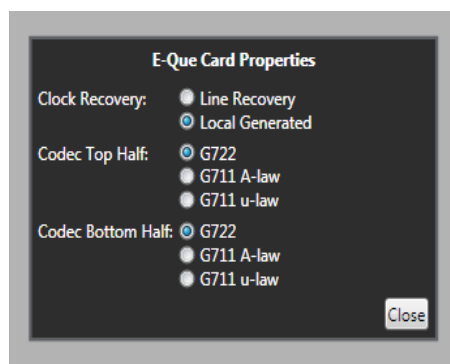 E-Que Card Properties
Clock Recovery: Line Recovery
Local Generated
Codec Top Half: G722
G711 A-law
G711 u-law
Codec Bottom Half: G722
G711 A-law
G711 u-law
Close